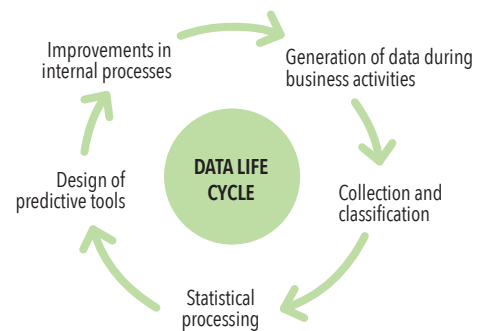 Improvements in
internal processes
Generation of data during
business activities
DATA LIFE
CYCLE
Design of
predictive tools
Collection and
classification
Statistical
processing